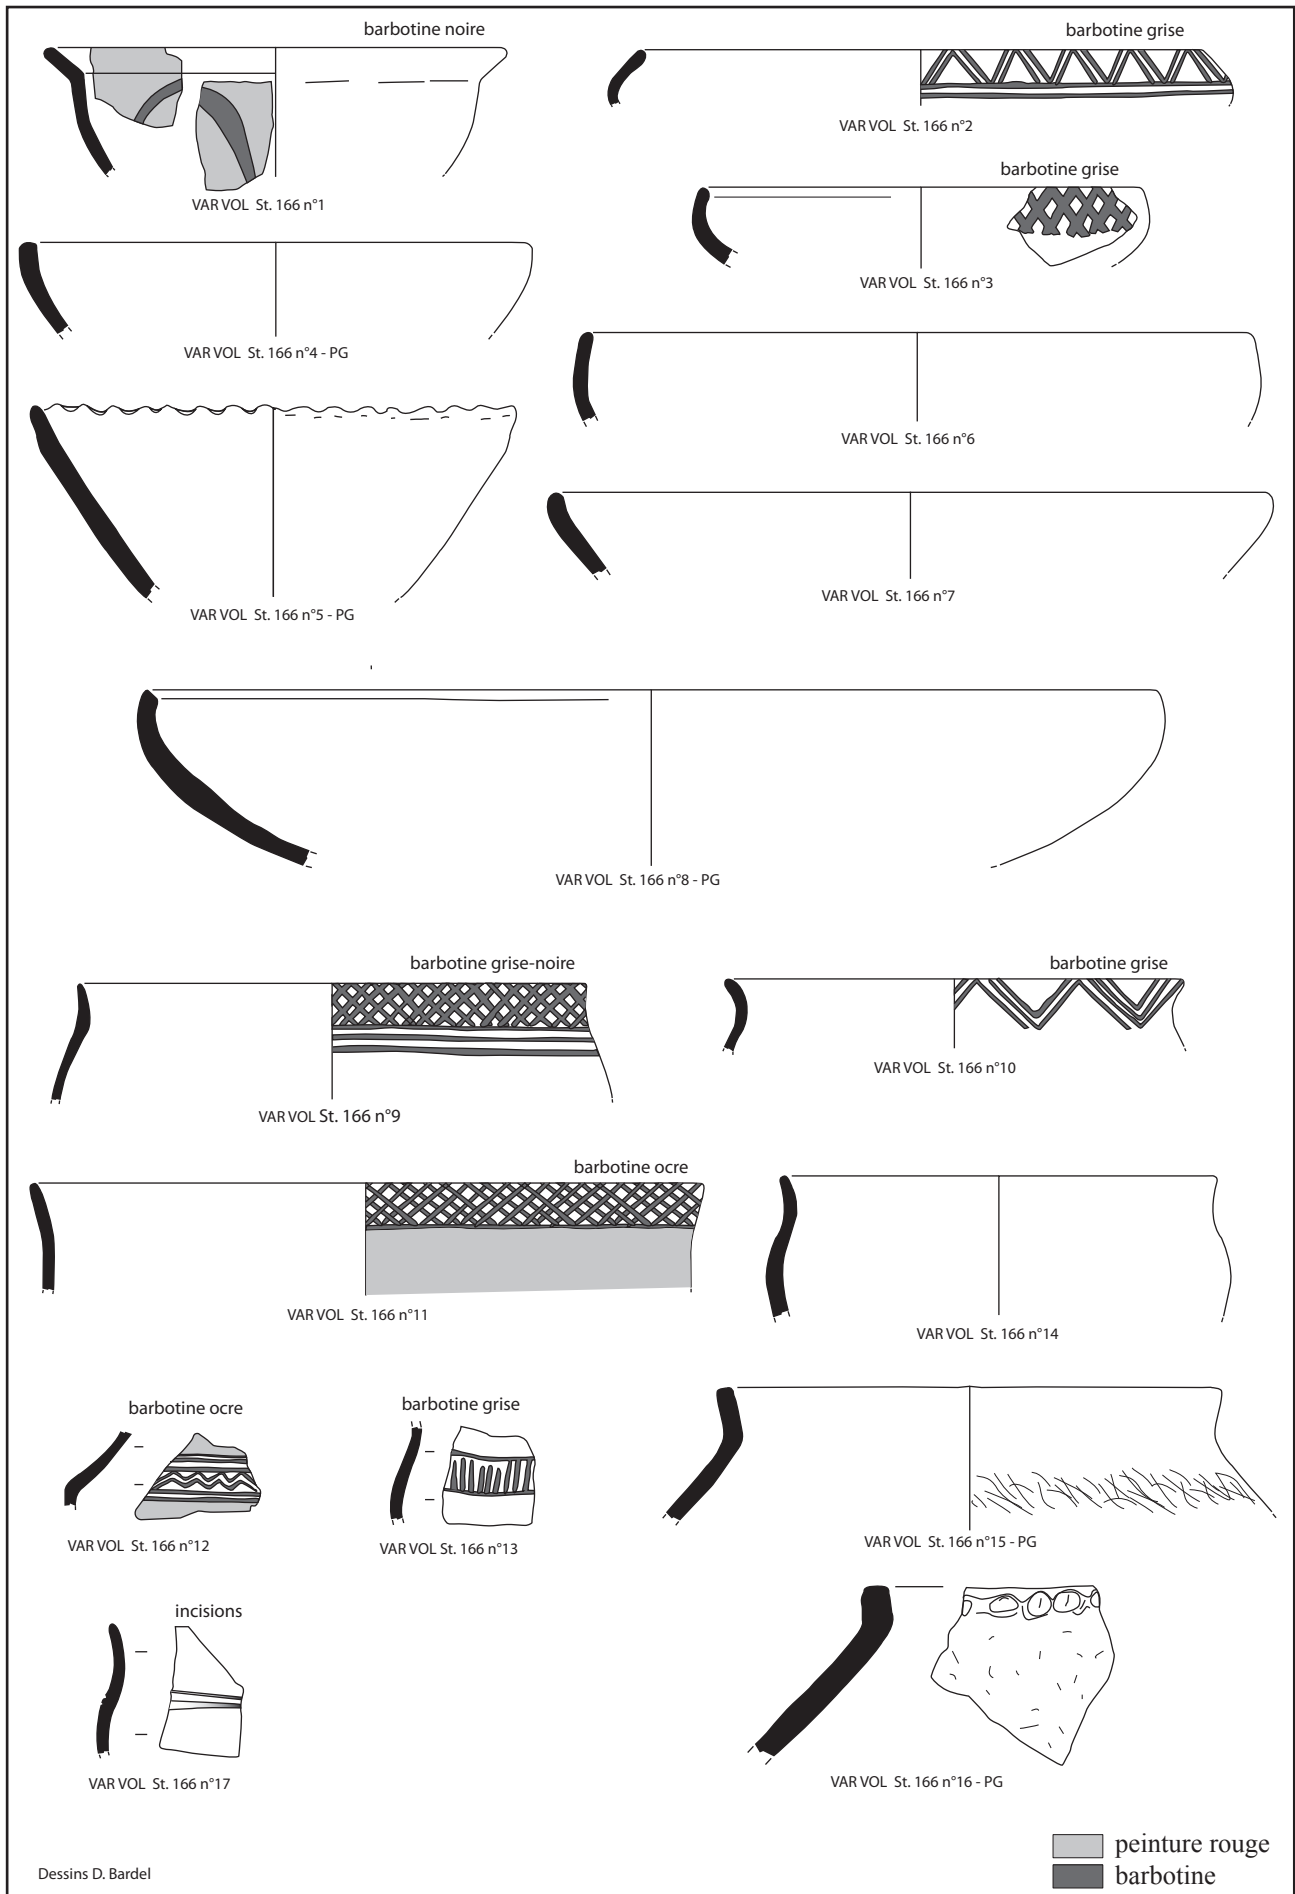 barbotine noire
barbotine grise
VAR VOL St. 166 n°2
barbotine grise
VAR VOL St. 166 n°1
VAR VOL St. 166 n°3
VAR VOL St. 166 n°4 - PG
VAR VOL St. 166 n°6
VAR VOL St. 166 n°7
VAR VOL St. 166 n°5 - PG
VAR VOL St. 166 n°8 - PG
barbotine grise-noire
barbotine grise
VAR VOL St. 166 n°10
VAR VOL St. 166 n°9
barbotine ocre
VAR VOL St. 166 n°11
VAR VOL St. 166 n°14
barbotine ocre
barbotine grise
VAR VOL St. 166 n°12
VAR VOL St. 166 n°13
VAR VOL St. 166 n°15 - PG
incisions
VAR VOL St. 166 n°17
VAR VOL St. 166 n°16 - PG
peinture rouge
barbotine
Dessins D. Bardel